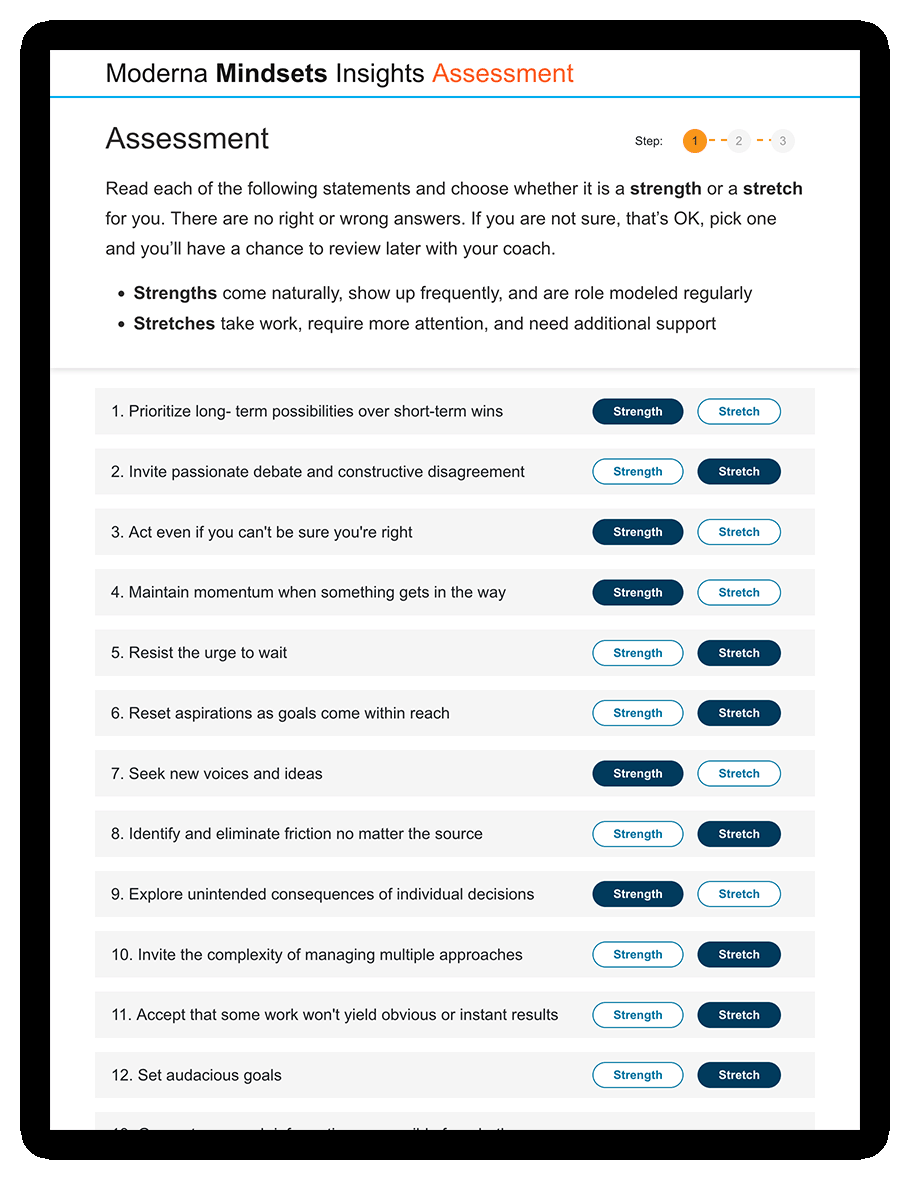 Moderna Mindsets Insights Assessment
Assessment
Step: 1 2 3
Read each of the following statements and choose whether it is a strength or a stretch
for you. There are no right or wrong answers. If you are not sure, that’s OK, pick one
and you’ll have a chance to review later with your coach.
• Strengths come naturally, show up frequently, and are role modeled regularly
• Stretches take work, require more attention, and need additional support
1. Prioritize long- term possibilities over short-term wins Strength Stretch
2. Invite passionate debate and constructive disagreement Strength Stretch
3. Act even if you can't be sure you're right Strength Stretch
4. Maintain momentum when something gets in the way Strength Stretch
5. Resist the urge to wait Strength Stretch
6. Reset aspirations as goals come within reach Strength Stretch
7. Seek new voices and ideas Strength Stretch
8. Identify and eliminate friction no matter the source Strength Stretch
9. Explore unintended consequences of individual decisions Strength Stretch
10. Invite the complexity of managing multiple approaches Strength Stretch
11. Accept that some work won't yield obvious or instant results Strength Stretch
12. Set audacious goals Strength Stretch